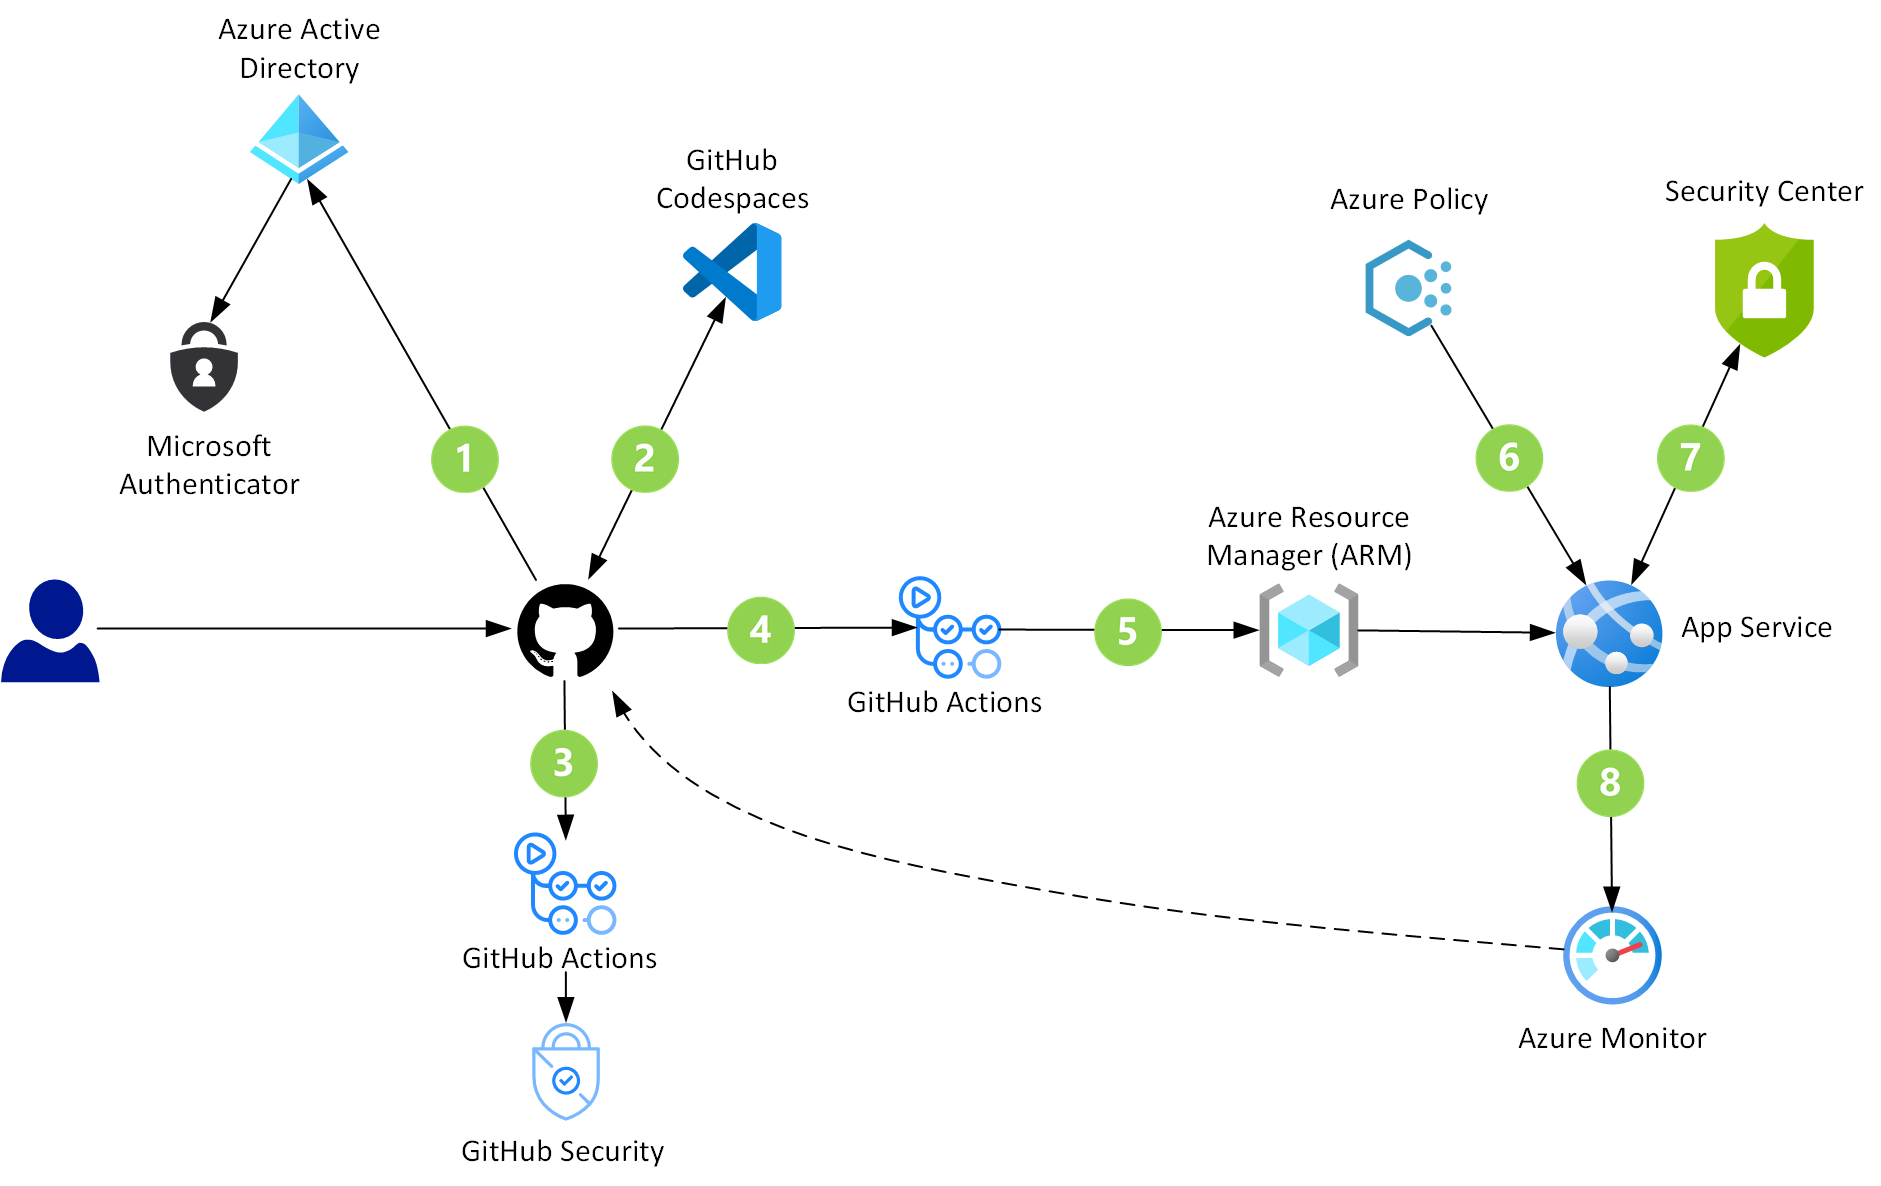 Azure Active
Directory
GitHub
Codespaces
Azure Policy
Security Center
Microsoft
Authenticator
1
2
6
7
Azure Resource
Manager (ARM)
4
5
App Service
GitHub Actions
3
8
GitHub Actions
Azure Monitor
GitHub Security